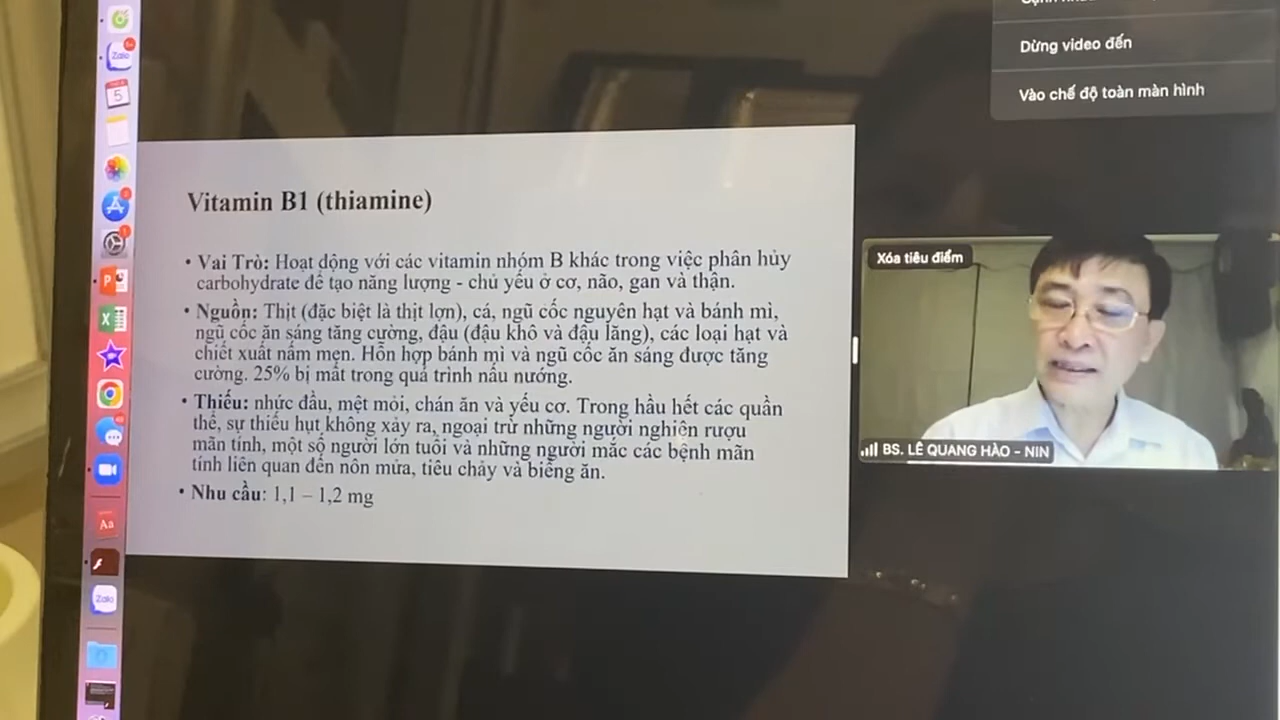 Dừng video đến
Vào chế độ toàn màn hình
Zalo
5
Vitamin B1 (thiamine)
• Vai Trò: Hoạt động với các vitamin nhóm B khác trong việc phân hủy
carbohydrate để tạo năng lượng - chủ yếu ở cơ, não, gan và thận.
• Nguồn: Thịt (đặc biệt là thịt lợn), cá, ngũ cốc nguyên hạt và bánh mì,
ngũ cốc ăn sáng tăng cường, đậu (đậu khô và đậu lăng), các loại hạt và
chiết xuất nấm men. Hỗn hợp bánh mì và ngũ cốc ăn sáng được tăng
cường. 25% bị mất trong quá trình nấu nướng.
• Thiếu: nhức đầu, mệt mỏi, chán ăn và yếu cơ. Trong hầu hết các quần
thể, sự thiếu hụt không xảy ra, ngoại trừ những người nghiện rượu
mãn tính, một số người lớn tuổi và những người mắc các bệnh mãn
tính liên quan đến nôn mửa, tiêu chảy và biếng ăn.
• Nhu cầu: 1,1 – 1,2 mg
Xóa tiêu điểm
BS. LÊ QUANG HÀO - NIN
Aa
Zalo